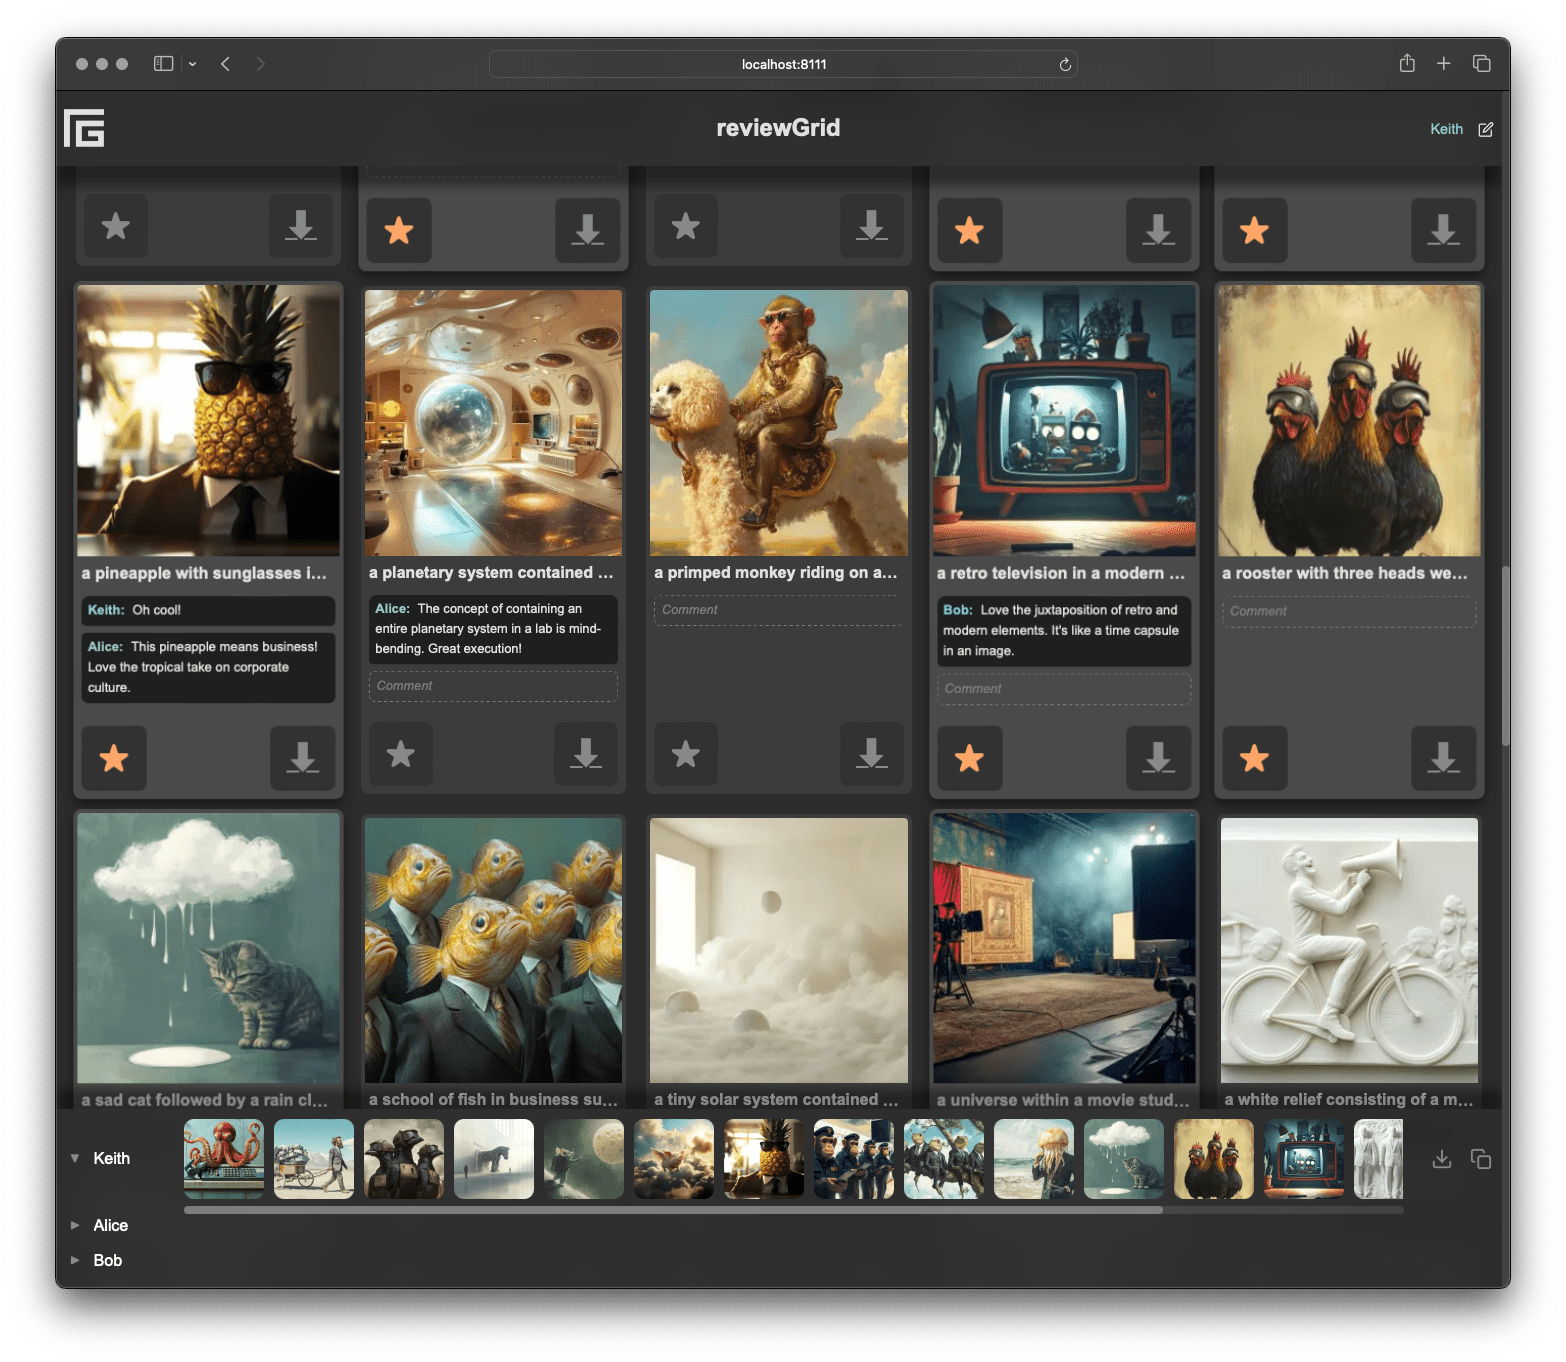 localhost:8111
reviewGrid
Keith
a pineapple with sunglasses i...
Keith: Oh cool!
Alice: This pineapple means business!
Love the tropical take on corporate
culture.
a planetary system contained ...
Alice: The concept of containing an
entire planetary system in a lab is mind-
bending. Great execution!
Comment
a primped monkey riding on a...
Comment
a retro television in a modern ...
Bob: Love the juxtaposition of retro and
modern elements. It's like a time capsule
in an image.
Comment
a rooster with three heads we...
Comment
a sad cat followed by a rain cl...
a school of fish in business su...
a tiny solar system contained ...
a universe within a movie stud...
a white relief consisting of a m...
Keith
Alice
Bob